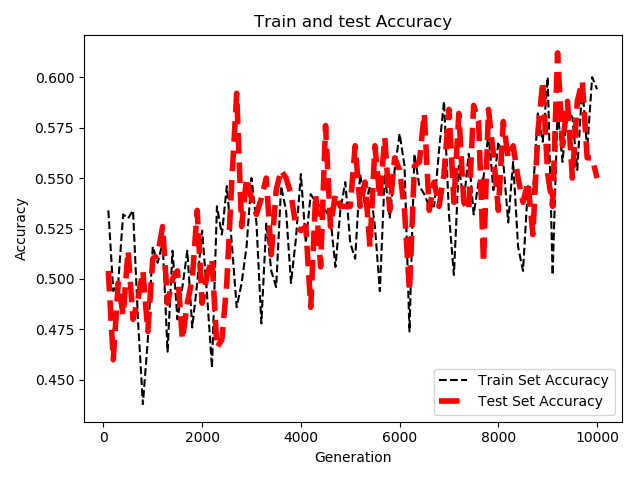 Train and test Accuracy
Accuracy
0.600
0.575
0.550
0.525
0.500
0.475
0.450
0
2000
4000
6000
8000
10000
Generation
Train Set Accuracy
Test Set Accuracy